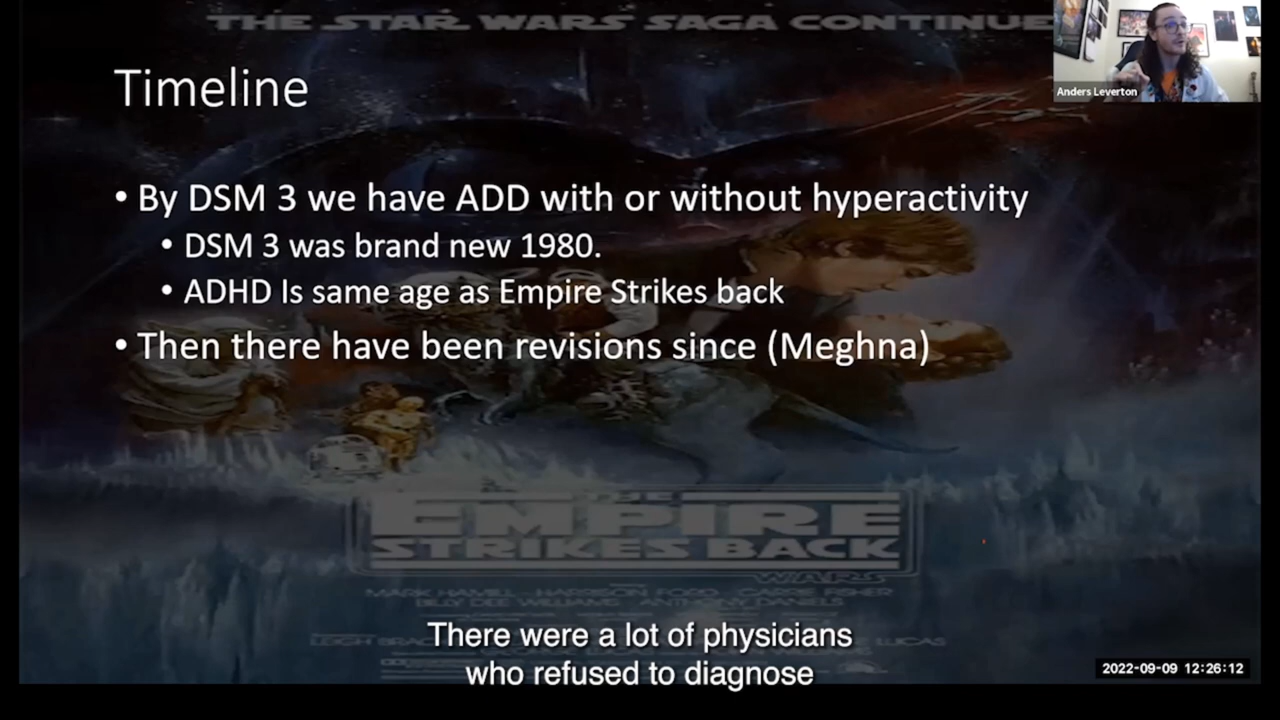 THE STAR WARS SAGA CONTINUE
Anders Leverton
Timeline
• By DSM 3 we have ADD with or without hyperactivity
• DSM 3 was brand new 1980.
• ADHD Is same age as Empire Strikes back
• Then there have been revisions since (Meghna)
THE
EMPIRE
STRIKES BACK
WARS
MARK HAMILL HARRISON FORD CARRIE FISHER
BILLY DEE WILLIAMS ANTHONY DANIELS
There were a lot of physicians
LUCAS
who refused to diagnose
2022-09-09 12:26:12